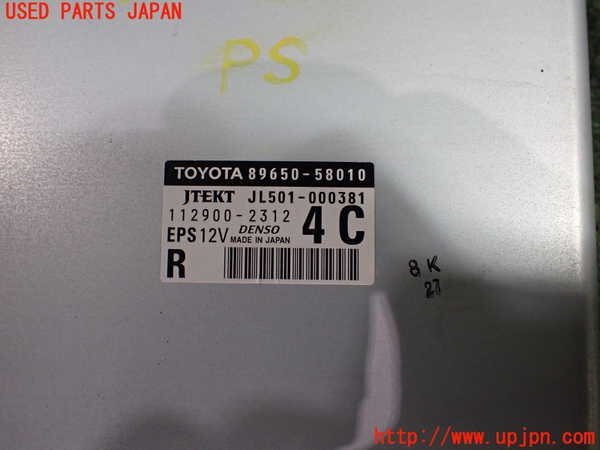 USED PARTS JAPAN
PS
TOYOTA 89650-58010
JTEKT JL501-000381
112900-2312
EPS12V DENSO MADE IN JAPAN 4C
R
8K
27
http://www.upjpn.com/